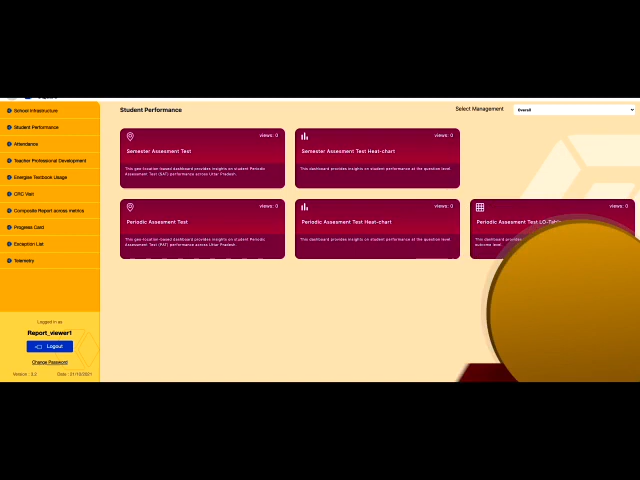 School Infrastructure
Student Performance
Attendance
Teacher Professional Development
Energise Textbook Usage
CRC Visit
Composite Report across metrics
Progress Card
Exception List
Telemetry
Logged in as
Report_viewer1
Logout
Change Password
Version : 3.2
Date : 21/10/2021
Student Performance
Select Management
Overall
views: 0
Semester Assesment Test
This geo-location-based dashboard provides insights on student Periodic
Assessment Test (SAT) performance across Uttar Pradesh.
views: 0
Semester Assesment Test Heat-chart
This dashboard provides insights on student performance at the question level.
views: 0
Periodic Assesment Test
This geo-location-based dashboard provides insights on student Periodic
Assessment Test (PAT) performance across Uttar Pradesh.
views: 0
Periodic Assesment Test Heat-chart
This dashboard provides insights on student performance at the question level.
views: 0
Periodic Assesment Test LO-Table
This dashboard provides
outcome level.